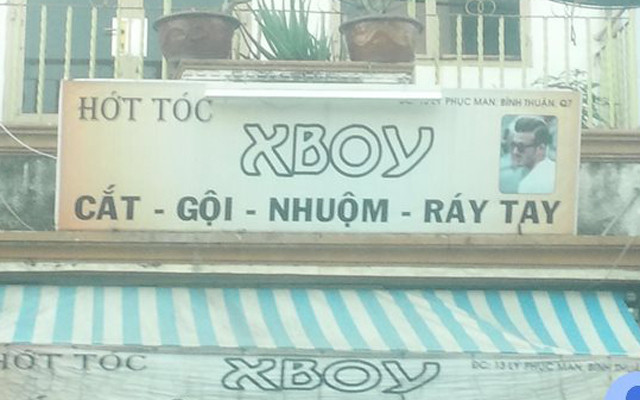 HỚT TÓC
ĐC: 13 LÝ PHỤC MAN, BÌNH THUẬN, Q7
XBOY
CẮT - GỘI - NHUỘM - RÁY TAY
HỚT TÓC
XBOY
ĐC: 13 LÝ PHỤC MAN, BÌNH